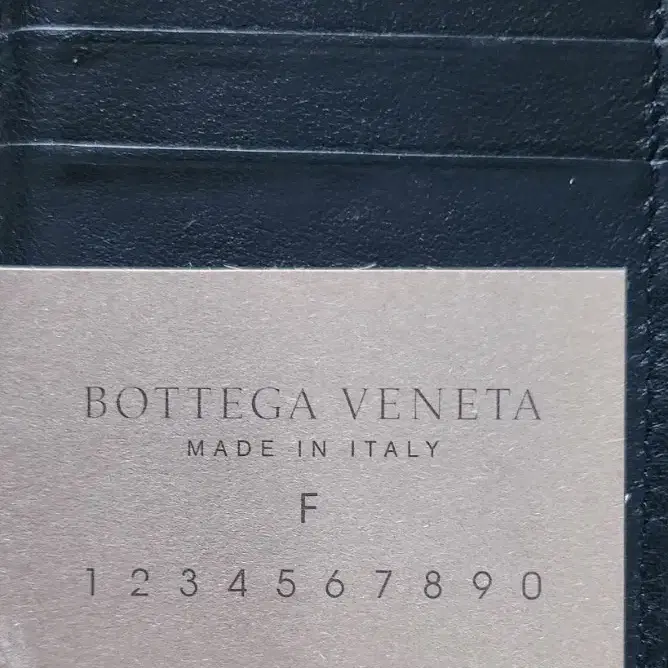 BOTTEGA VENETA
MADE IN ITALY
F
1 2 3 4 5 6 7 8 9 0